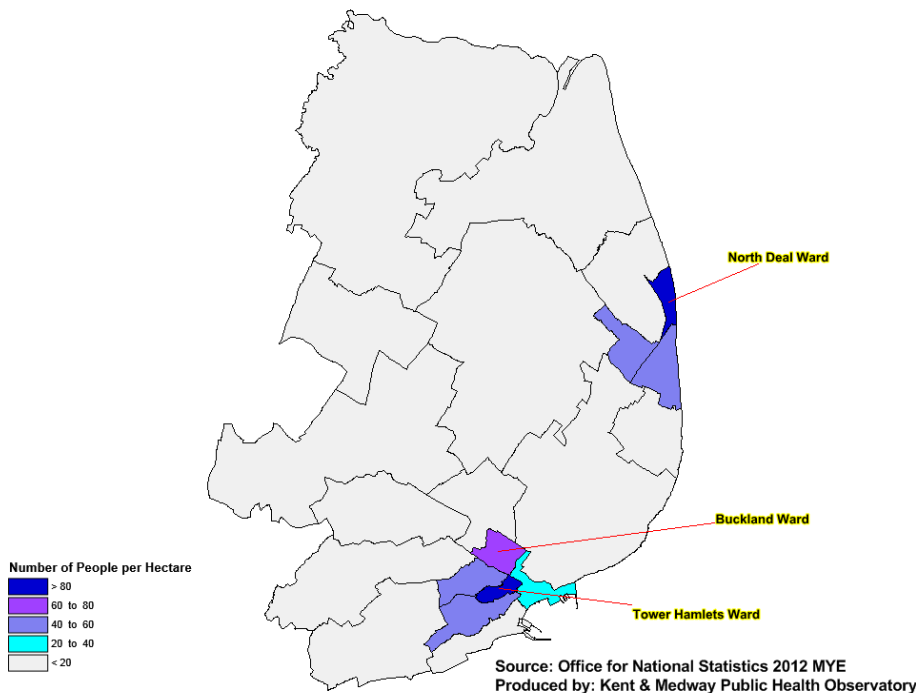 North Deal Ward
Buckland Ward
Number of People per Hectare
> 80
60 to 80
40 to 60
20 to 40
< 20
Tower Hamlets Ward
Source: Office for National Statistics 2012 MYE
Produced by: Kent & Medway Public Health Observatory